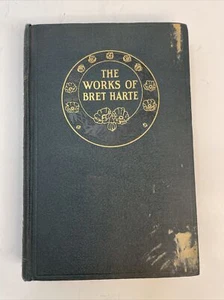 THE
WORKS OF
BRET HARTE